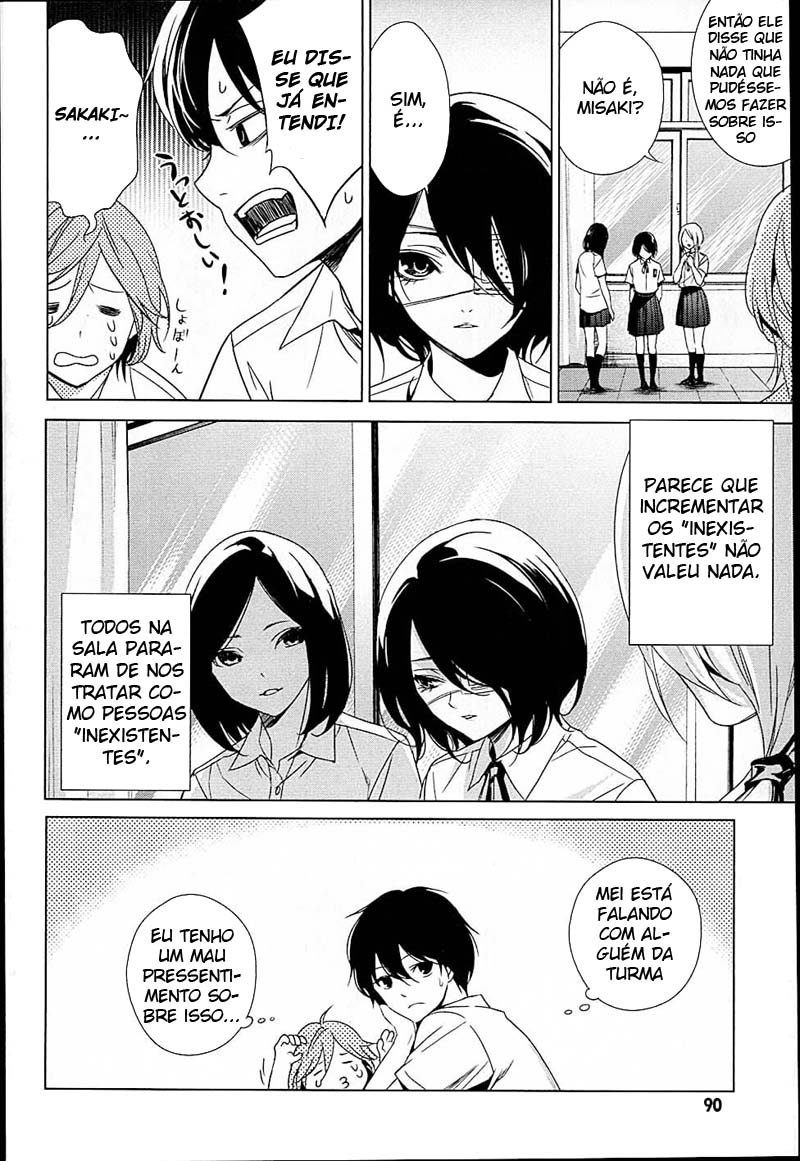 ENTÃO ELE
DISSE QUE
NÃO TINHA
NADA QUE
PUDÉSSE-
MOS FAZER
SOBRE IS-
SO
NÃO É,
MISAKI?
SIM,
É...
EU DIS-
SE QUE
JÁ EN-
TENDI!
うっとおしい!
SAKAKI~
...
しょぼーん
PARECE QUE
INCREMENTAR
OS "INEXIS-
TENTES" NÃO
VALEU NADA.
TODOS NA
SALA PARA-
RAM DE NOS
TRATAR CO-
MO PESSOAS
"INEXISTEN-
TES".
MEI ESTÁ
FALANDO
COM AL-
GUÉM DA
TURMA
EU TENHO
UM MAU
PRESSENTI-
MENTO SO-
BRE ISSO...
90